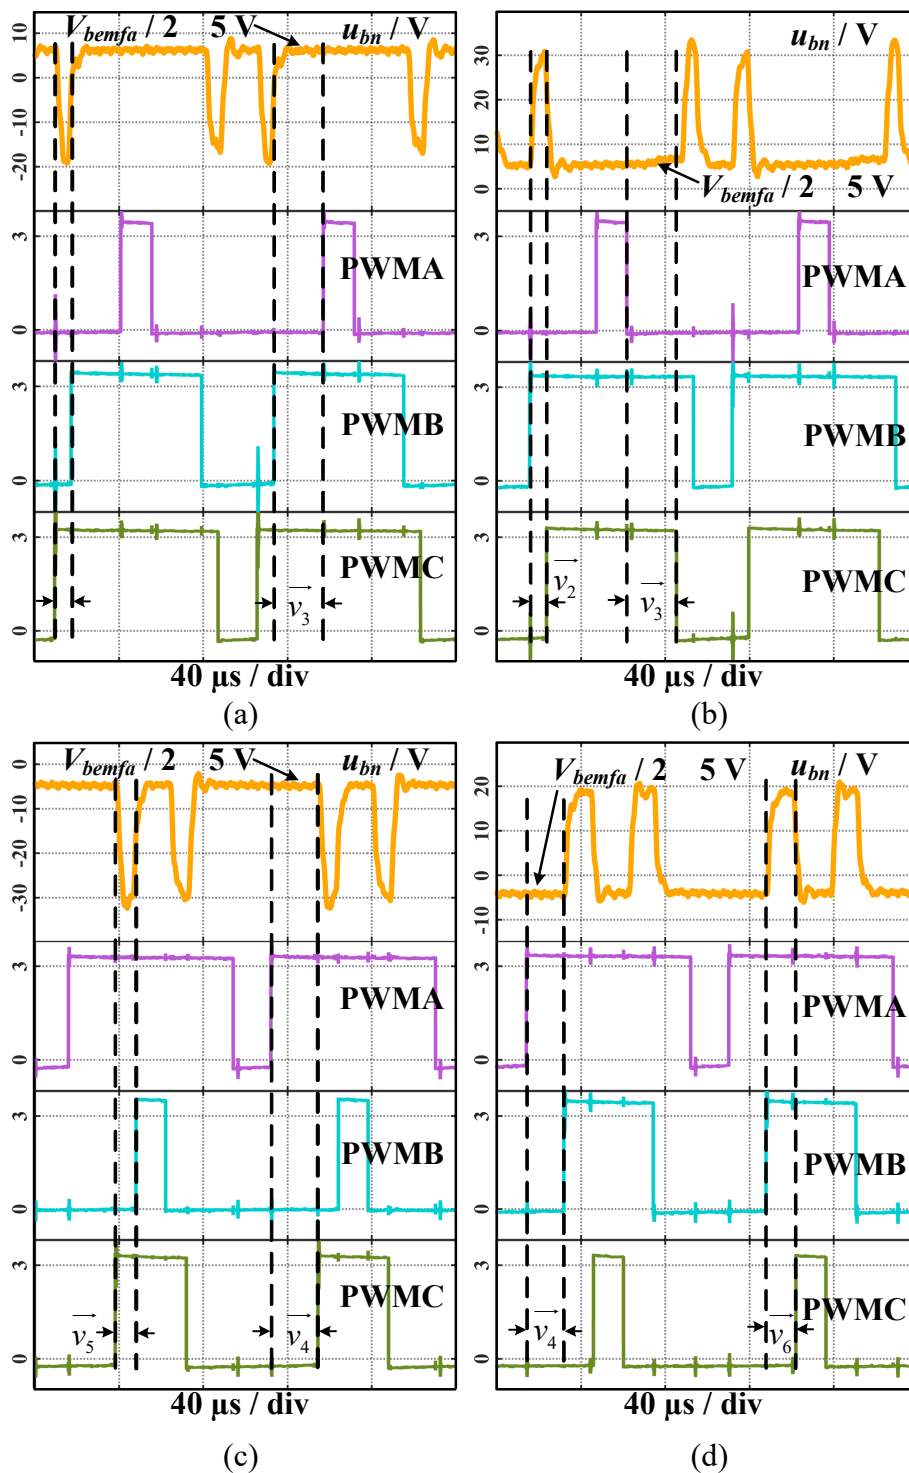 V_bemfa / 2 5 V u_bn / V
10
0
-10
-20
PWMA
3
0
PWMB
3
0
PWMC
3
0
v_3
40 μs / div
(a)
u_bn / V
30
20
10
0
V_bemfa / 2 5 V
PWMA
3
0
PWMB
3
0
PWMC
3
0
v_2
v_3
40 μs / div
(b)
V_bemfa / 2 5 V u_bn / V
0
-10
-20
-30
PWMA
3
0
PWMB
3
0
PWMC
3
0
v_5
v_4
40 μs / div
(c)
V_bemfa / 2 5 V u_bn / V
20
10
0
-10
PWMA
3
0
PWMB
3
0
PWMC
3
0
v_4
v_6
40 μs / div
(d)